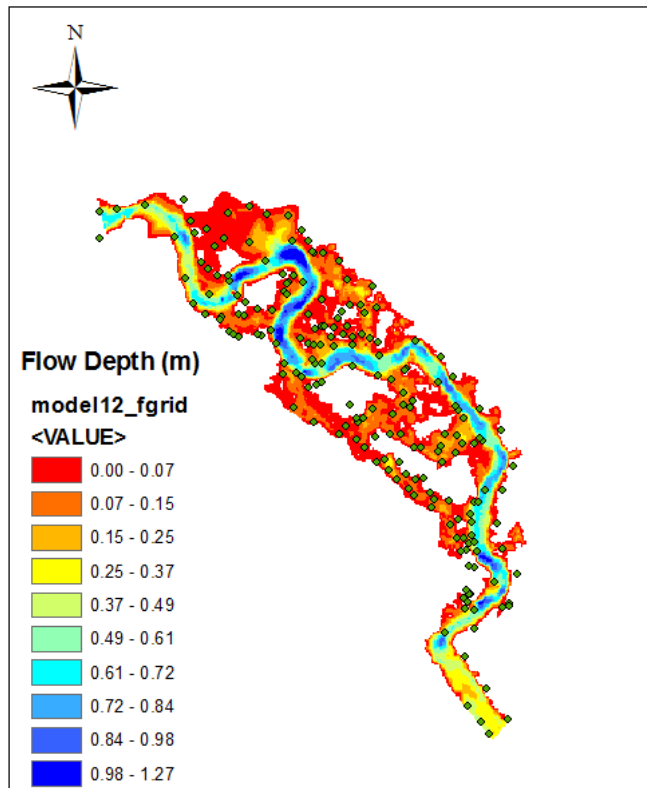 N
Flow Depth (m)
model12_fgrid
<VALUE>
0.00 - 0.07
0.07 - 0.15
0.15 - 0.25
0.25 - 0.37
0.37 - 0.49
0.49 - 0.61
0.61 - 0.72
0.72 - 0.84
0.84 - 0.98
0.98 - 1.27